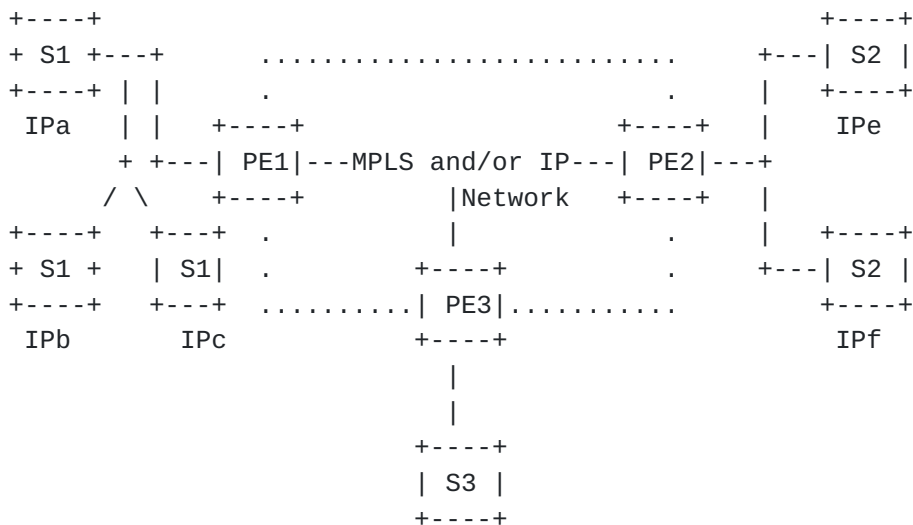 +----+                                               +----+
+ S1 +---+      ...........................     +---| S2 |
+----+ | |      .                          .     |   +----+
 IPa   | |   +----+                    +----+    |    IPe
       + +---| PE1|---MPLS and/or IP---| PE2|---+
      / \    +----+         |Network   +----+    |
+----+   +---+  .           |              .     |   +----+
+ S1 +   | S1|  .         +----+           .     +---| S2 |
+----+   +---+  ..........| PE3|...........          +----+
 IPb       IPc            +----+                      IPf
                            |
                            |
                          +----+
                          | S3 |
                          +----+